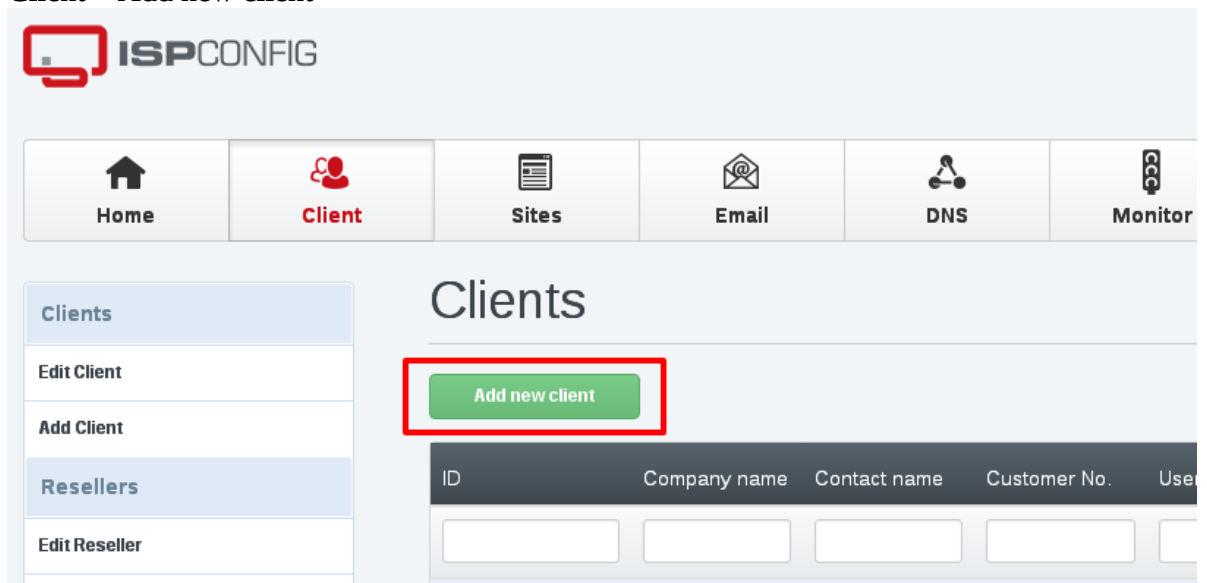 ISPCONFIG
Home Client Sites Email DNS Monitor
Clients
Edit Client
Add Client
Resellers
Edit Reseller
Clients
Add new client
ID Company name Contact name Customer No.